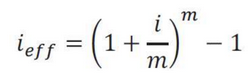 i_eff = (1 + i/m)^m − 1